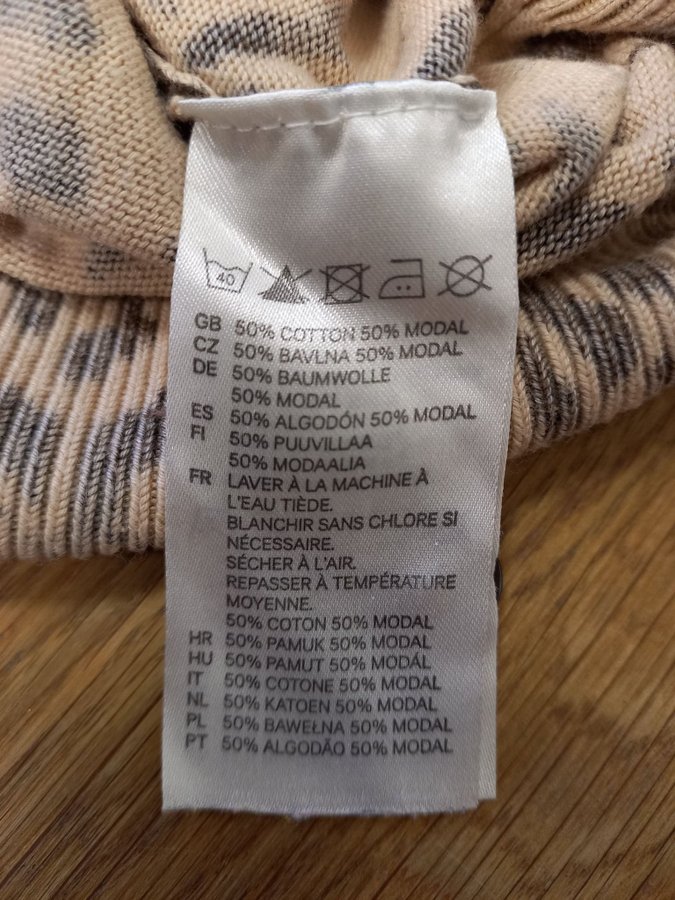 40
GB 50% COTTON 50% MODAL
CZ 50% BAVLNA 50% MODAL
DE 50% BAUMWOLLE
50% MODAL
ES 50% ALGODÓN 50% MODAL
FI 50% PUUVILLAA
50% MODAALIA
FR LAVER À LA MACHINE À
L'EAU TIÈDE.
BLANCHIR SANS CHLORE SI
NÉCESSAIRE.
SÉCHER À L'AIR.
REPASSER À TEMPÉRATURE
MOYENNE.
50% COTON 50% MODAL
HR 50% PAMUK 50% MODAL
HU 50% PAMUT 50% MODÁL
IT 50% COTONE 50% MODAL
NL 50% KATOEN 50% MODAL
PL 50% BAWEŁNA 50% MODAL
PT 50% ALGODÃO 50% MODAL